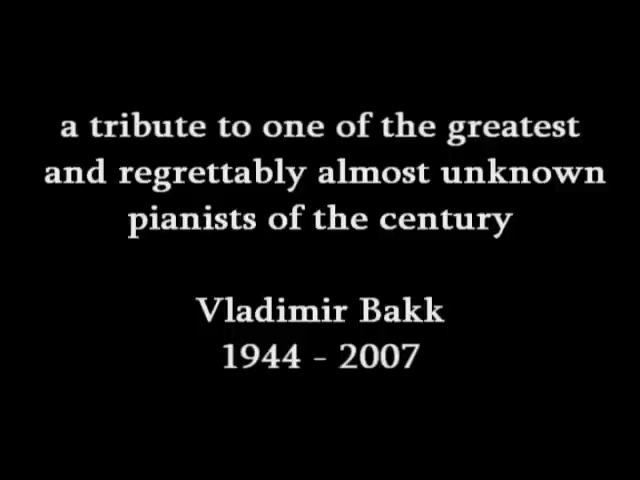 a tribute to one of the greatest
and regrettably almost unknown
pianists of the century
Vladimir Bakk
1944 - 2007